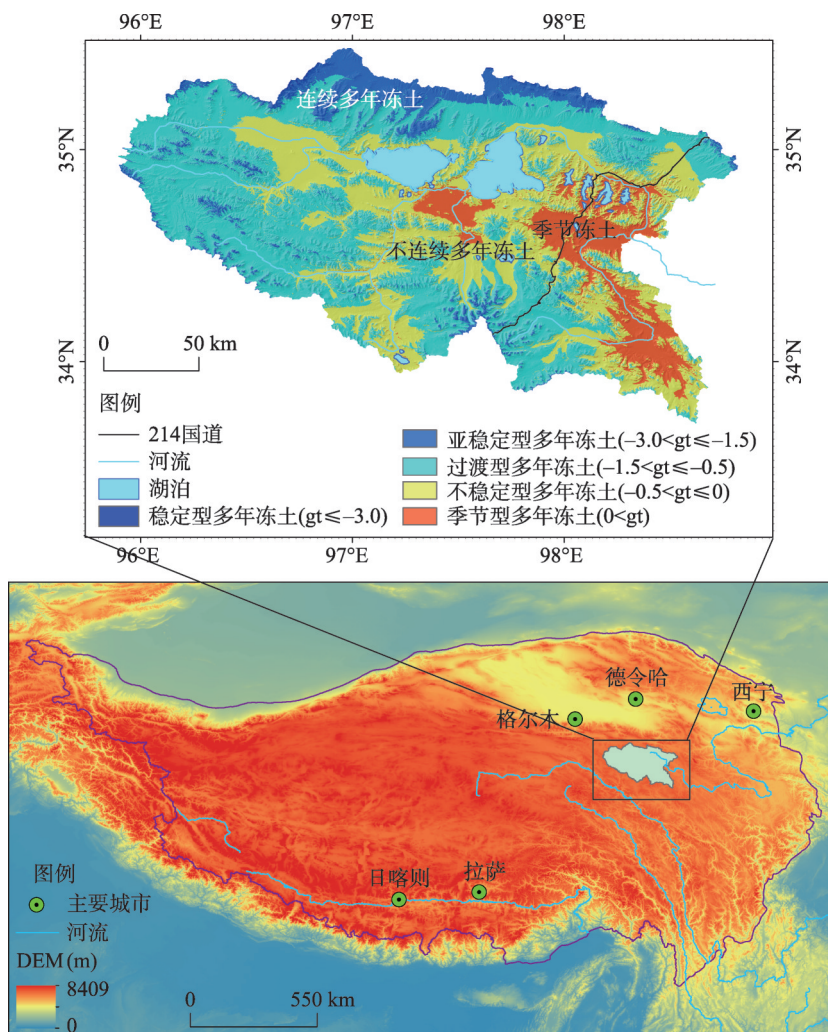 96°E 97°E 98°E
35°N 35°N
34°N 34°N
连续多年冻土
季节冻土
不连续多年冻土
0 50 km
图例
214国道
河流
湖泊
稳定型多年冻土(gt≤−3.0)
亚稳定型多年冻土(−3.0<gt≤−1.5)
过渡型多年冻土(−1.5<gt≤−0.5)
不稳定型多年冻土(−0.5<gt≤0)
季节型多年冻土(0<gt)
96°E 97°E 98°E
德令哈
西宁
格尔木
日喀则
拉萨
图例
主要城市
河流
DEM (m)
8409
0
0 550 km